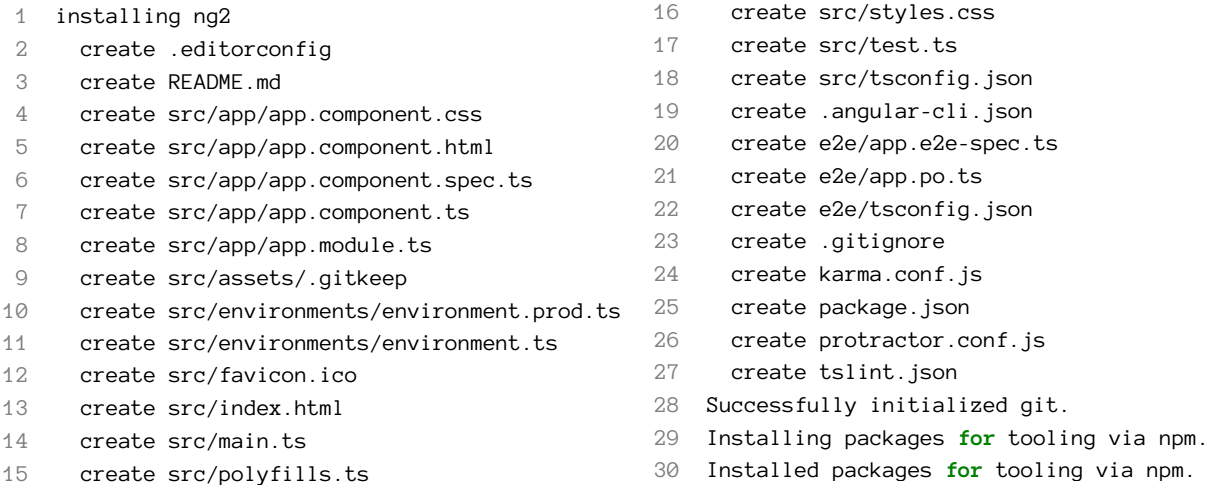 1 installing ng2
2 create .editorconfig
3 create README.md
4 create src/app/app.component.css
5 create src/app/app.component.html
6 create src/app/app.component.spec.ts
7 create src/app/app.component.ts
8 create src/app/app.module.ts
9 create src/assets/.gitkeep
10 create src/environments/environment.prod.ts
11 create src/environments/environment.ts
12 create src/favicon.ico
13 create src/index.html
14 create src/main.ts
15 create src/polyfills.ts
16 create src/styles.css
17 create src/test.ts
18 create src/tsconfig.json
19 create .angular-cli.json
20 create e2e/app.e2e-spec.ts
21 create e2e/app.po.ts
22 create e2e/tsconfig.json
23 create .gitignore
24 create karma.conf.js
25 create package.json
26 create protractor.conf.js
27 create tslint.json
28 Successfully initialized git.
29 Installing packages for tooling via npm.
30 Installed packages for tooling via npm.